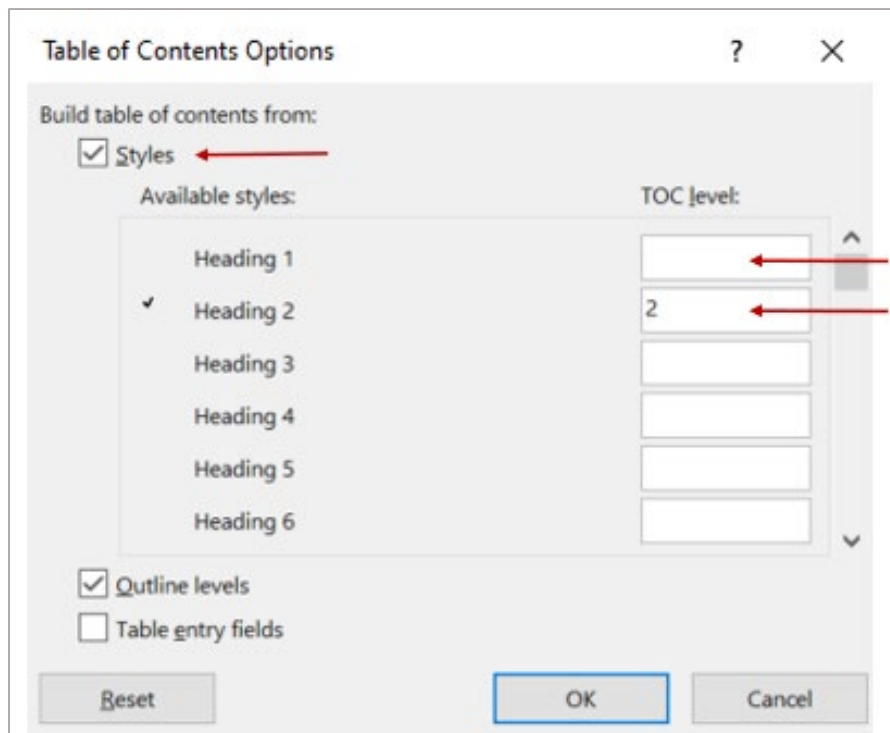 Table of Contents Options ?
Build table of contents from:
Styles
Available styles: TOC level:
Heading 1
Heading 2 2
Heading 3
Heading 4
Heading 5
Heading 6
Outline levels
Table entry fields
Reset OK Cancel